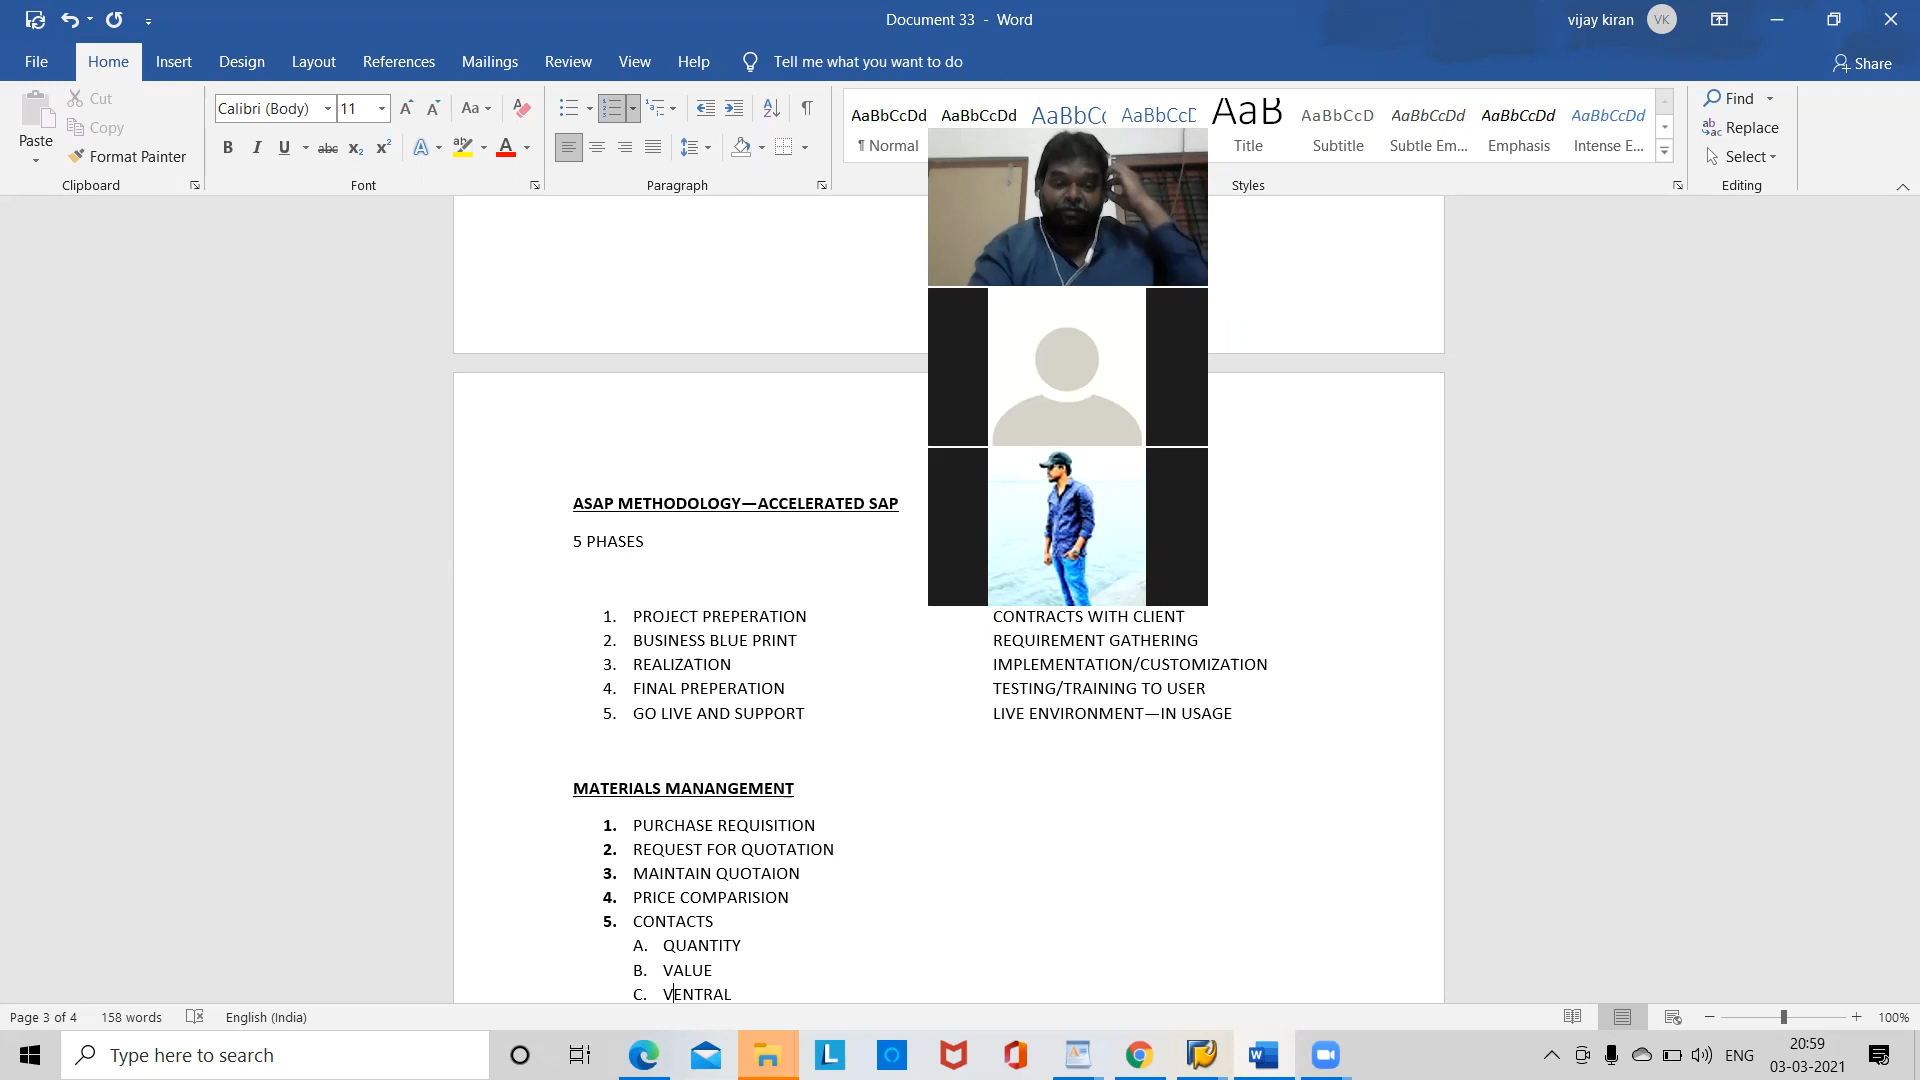 Document 33 - Word
vijay kiran
VK
File
Home
Insert
Design
Layout
References
Mailings
Review
View
Help
Tell me what you want to do
Share
Paste
Cut
Copy
Format Painter
Clipboard
Calibri (Body)
11
Font
Paragraph
AaBbCcDd
¶ Normal
AaBbCcDd
AaBbCc
AaBbCcE
AaB
Title
AaBbCcD
Subtitle
AaBbCcDd
Subtle Em...
AaBbCcDd
Emphasis
AaBbCcDd
Intense E...
Styles
Find
Replace
Select
Editing
ASAP METHODOLOGY—ACCELERATED SAP
5 PHASES
1. PROJECT PREPERATION CONTRACTS WITH CLIENT
2. BUSINESS BLUE PRINT REQUIREMENT GATHERING
3. REALIZATION IMPLEMENTATION/CUSTOMIZATION
4. FINAL PREPERATION TESTING/TRAINING TO USER
5. GO LIVE AND SUPPORT LIVE ENVIRONMENT—IN USAGE
MATERIALS MANANGEMENT
1. PURCHASE REQUISITION
2. REQUEST FOR QUOTATION
3. MAINTAIN QUOTAION
4. PRICE COMPARISION
5. CONTACTS
A. QUANTITY
B. VALUE
C. VENTRAL
Page 3 of 4
158 words
English (India)
100%
Type here to search
ENG
20:59
03-03-2021